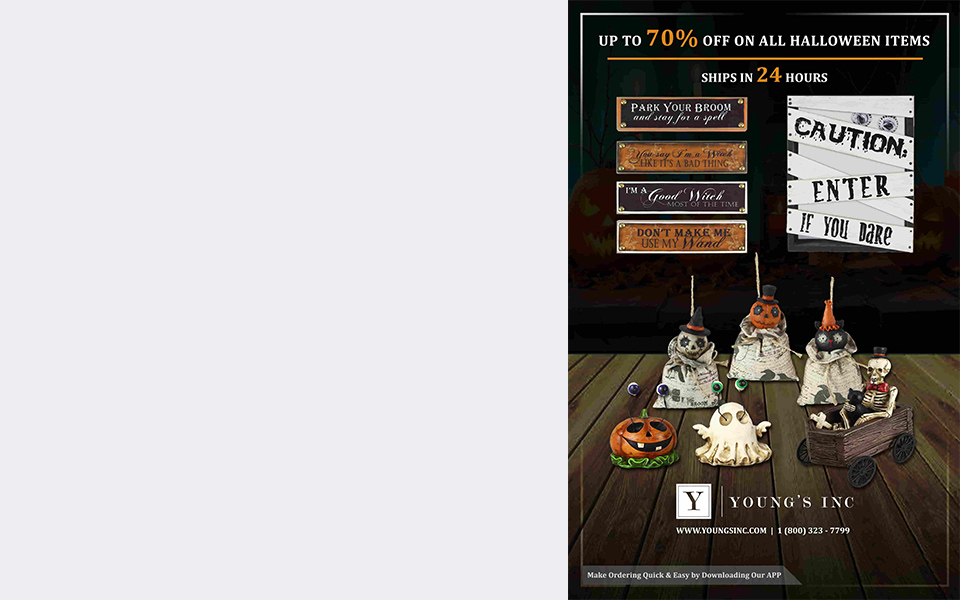 UP TO 70% OFF ON ALL HALLOWEEN ITEMS
SHIPS IN 24 HOURS
PARK YOUR BROOM
and stay for a spell
You say I'm a Witch
LIKE IT'S A BAD THING
I'M A Good Witch
MOST OF THE TIME
DON'T MAKE ME
USE MY Wand
CAUTION:
ENTER
IF YOU DARE
Y
YOUNG'S INC
WWW.YOUNGSINC.COM | 1 (800) 323 - 7799
Make Ordering Quick & Easy by Downloading Our APP